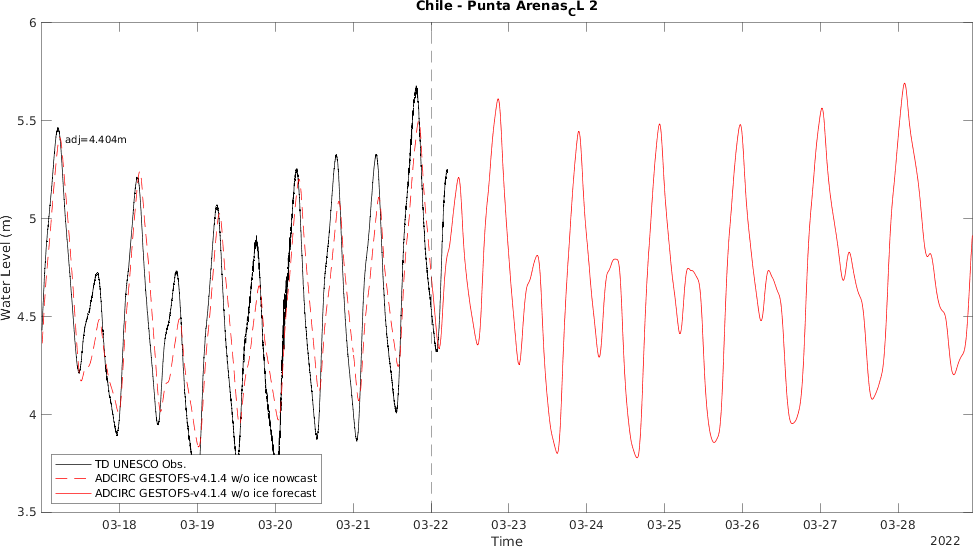 Chile - Punta Arenas_CL 2
6
5.5
5
4.5
4
3.5
Water Level (m)
adj=4.404m
TD UNESCO Obs.
ADCIRC GESTOFS-v4.1.4 w/o ice nowcast
ADCIRC GESTOFS-v4.1.4 w/o ice forecast
03-18 03-19 03-20 03-21 03-22 03-23 03-24 03-25 03-26 03-27 03-28
Time
2022